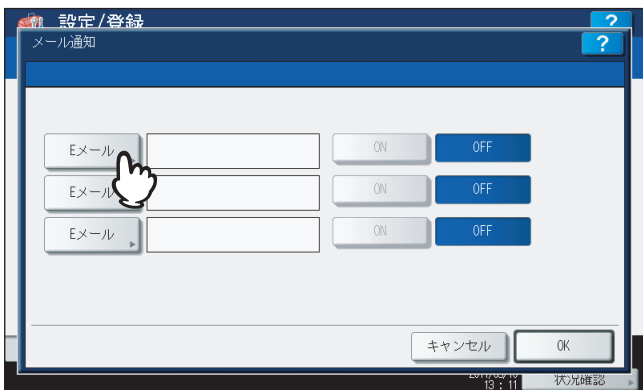 設定/登録 ?
メール通知 ?
Eメール ON OFF
Eメール ON OFF
Eメール ON OFF
キャンセル OK
13 : 11 状況確認